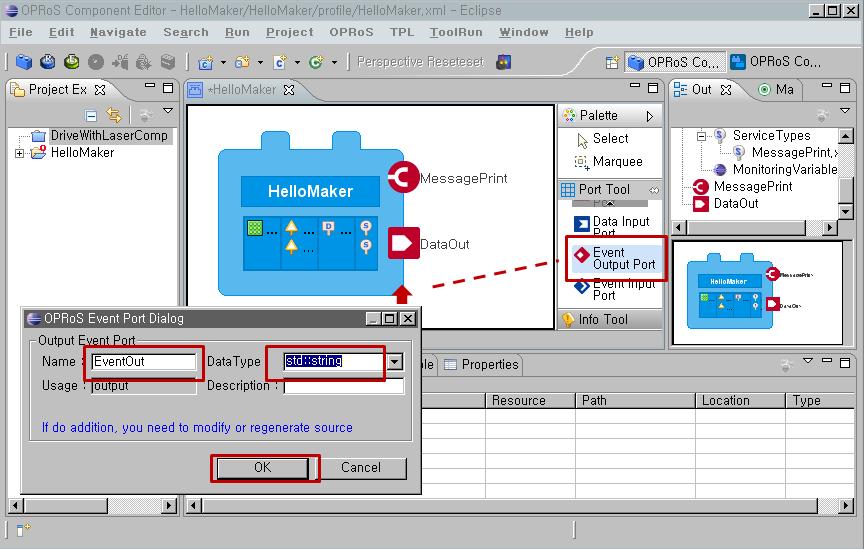 OPRoS Component Editor - HelloMaker/HelloMaker/profile/HelloMaker,xml - Eclipse
File Edit Navigate Search Run Project OPRoS TPL ToolRun Window Help
Perspective Reseteset
OPRoS Co...
OPRoS Co...
Project Ex
DriveWithLaserComp
HelloMaker
*HelloMaker
HelloMaker
... ... ... D ... S
... S
MessagePrint
DataOut
Palette
Select
Marquee
Port Tool
Data Input
Port
Event
Output Port
Event Input
Port
Info Tool
Out
Ma
ServiceTypes
MessagePrint,x
MonitoringVariable
MessagePrint
DataOut
HelloMaker
MessagePrint
DataOut
OPRoS Event Port Dialog
Output Event Port
Name : EventOut DataType std::string
Usage : output Description :
If do addition, you need to modify or regenerate source
OK Cancel
ole
Properties
Resource Path Location Type